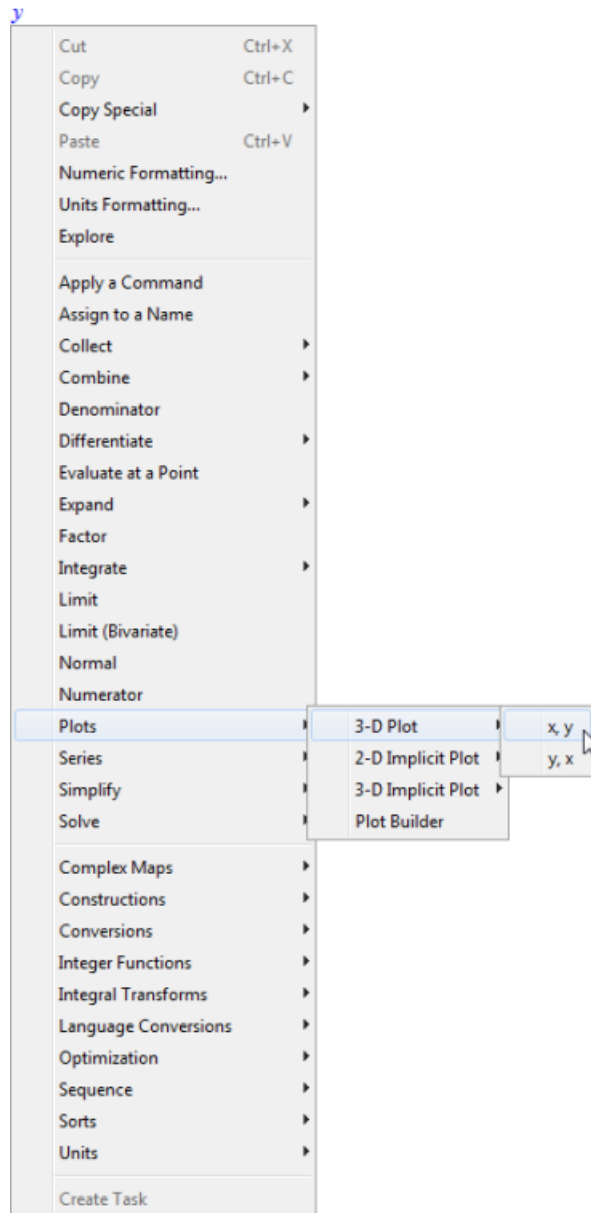 y
Cut Ctrl+X
Copy Ctrl+C
Copy Special
Paste Ctrl+V
Numeric Formatting...
Units Formatting...
Explore
Apply a Command
Assign to a Name
Collect
Combine
Denominator
Differentiate
Evaluate at a Point
Expand
Factor
Integrate
Limit
Limit (Bivariate)
Normal
Numerator
Plots
Series
Simplify
Solve
3-D Plot
2-D Implicit Plot
3-D Implicit Plot
Plot Builder
x, y
y, x
Complex Maps
Constructions
Conversions
Integer Functions
Integral Transforms
Language Conversions
Optimization
Sequence
Sorts
Units
Create Task